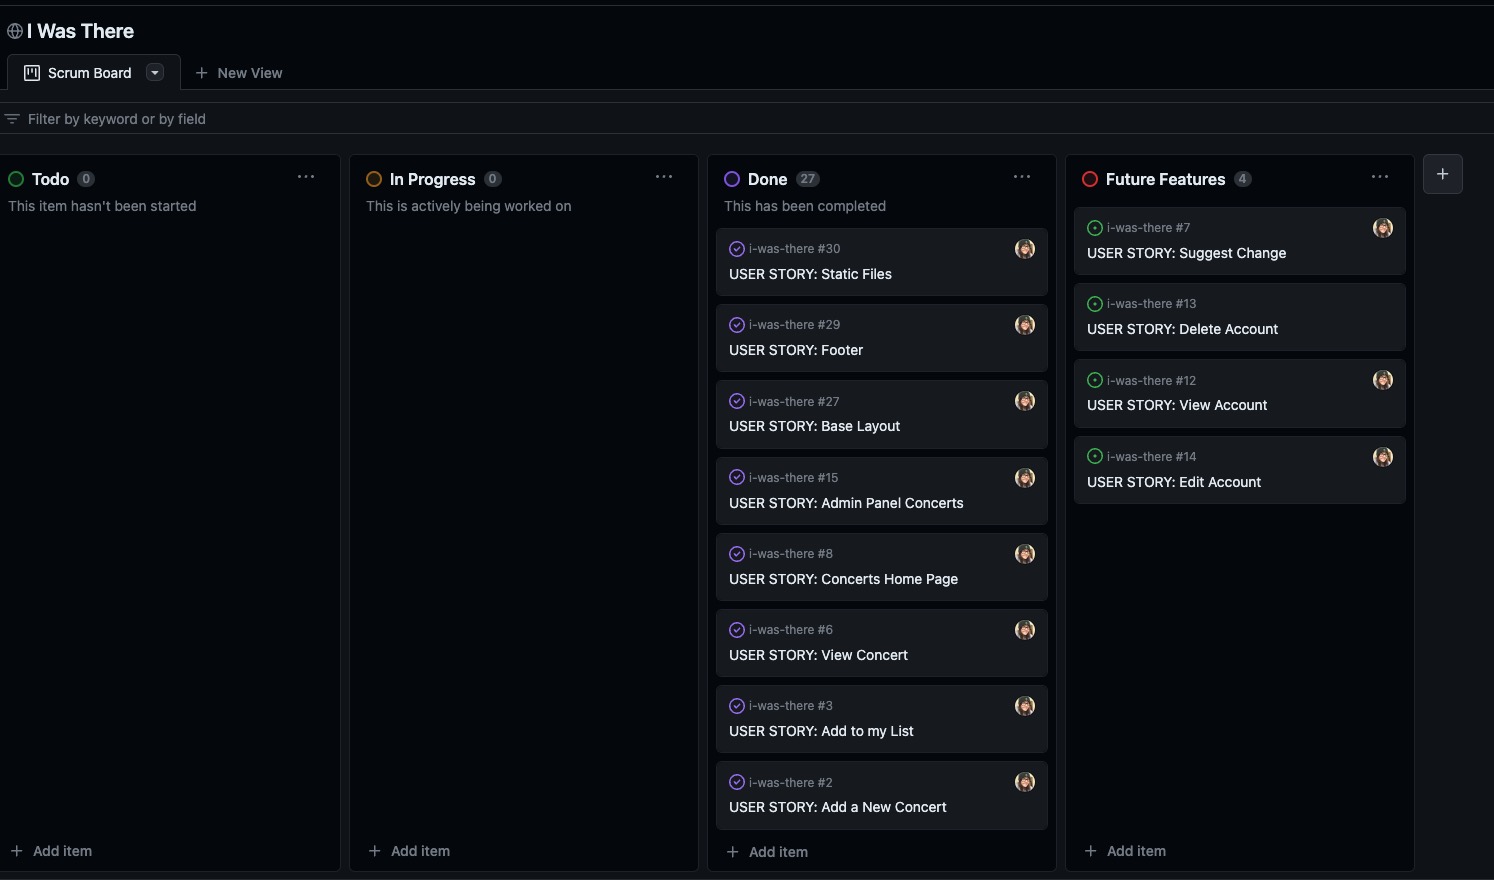 I Was There
Scrum Board
New View
Filter by keyword or by field
Todo 0
This item hasn't been started
Add item
In Progress 0
This is actively being worked on
Add item
Done 27
This has been completed
i-was-there #30
USER STORY: Static Files
i-was-there #29
USER STORY: Footer
i-was-there #27
USER STORY: Base Layout
i-was-there #15
USER STORY: Admin Panel Concerts
i-was-there #8
USER STORY: Concerts Home Page
i-was-there #6
USER STORY: View Concert
i-was-there #3
USER STORY: Add to my List
i-was-there #2
USER STORY: Add a New Concert
Add item
Future Features 4
i-was-there #7
USER STORY: Suggest Change
i-was-there #13
USER STORY: Delete Account
i-was-there #12
USER STORY: View Account
i-was-there #14
USER STORY: Edit Account
Add item